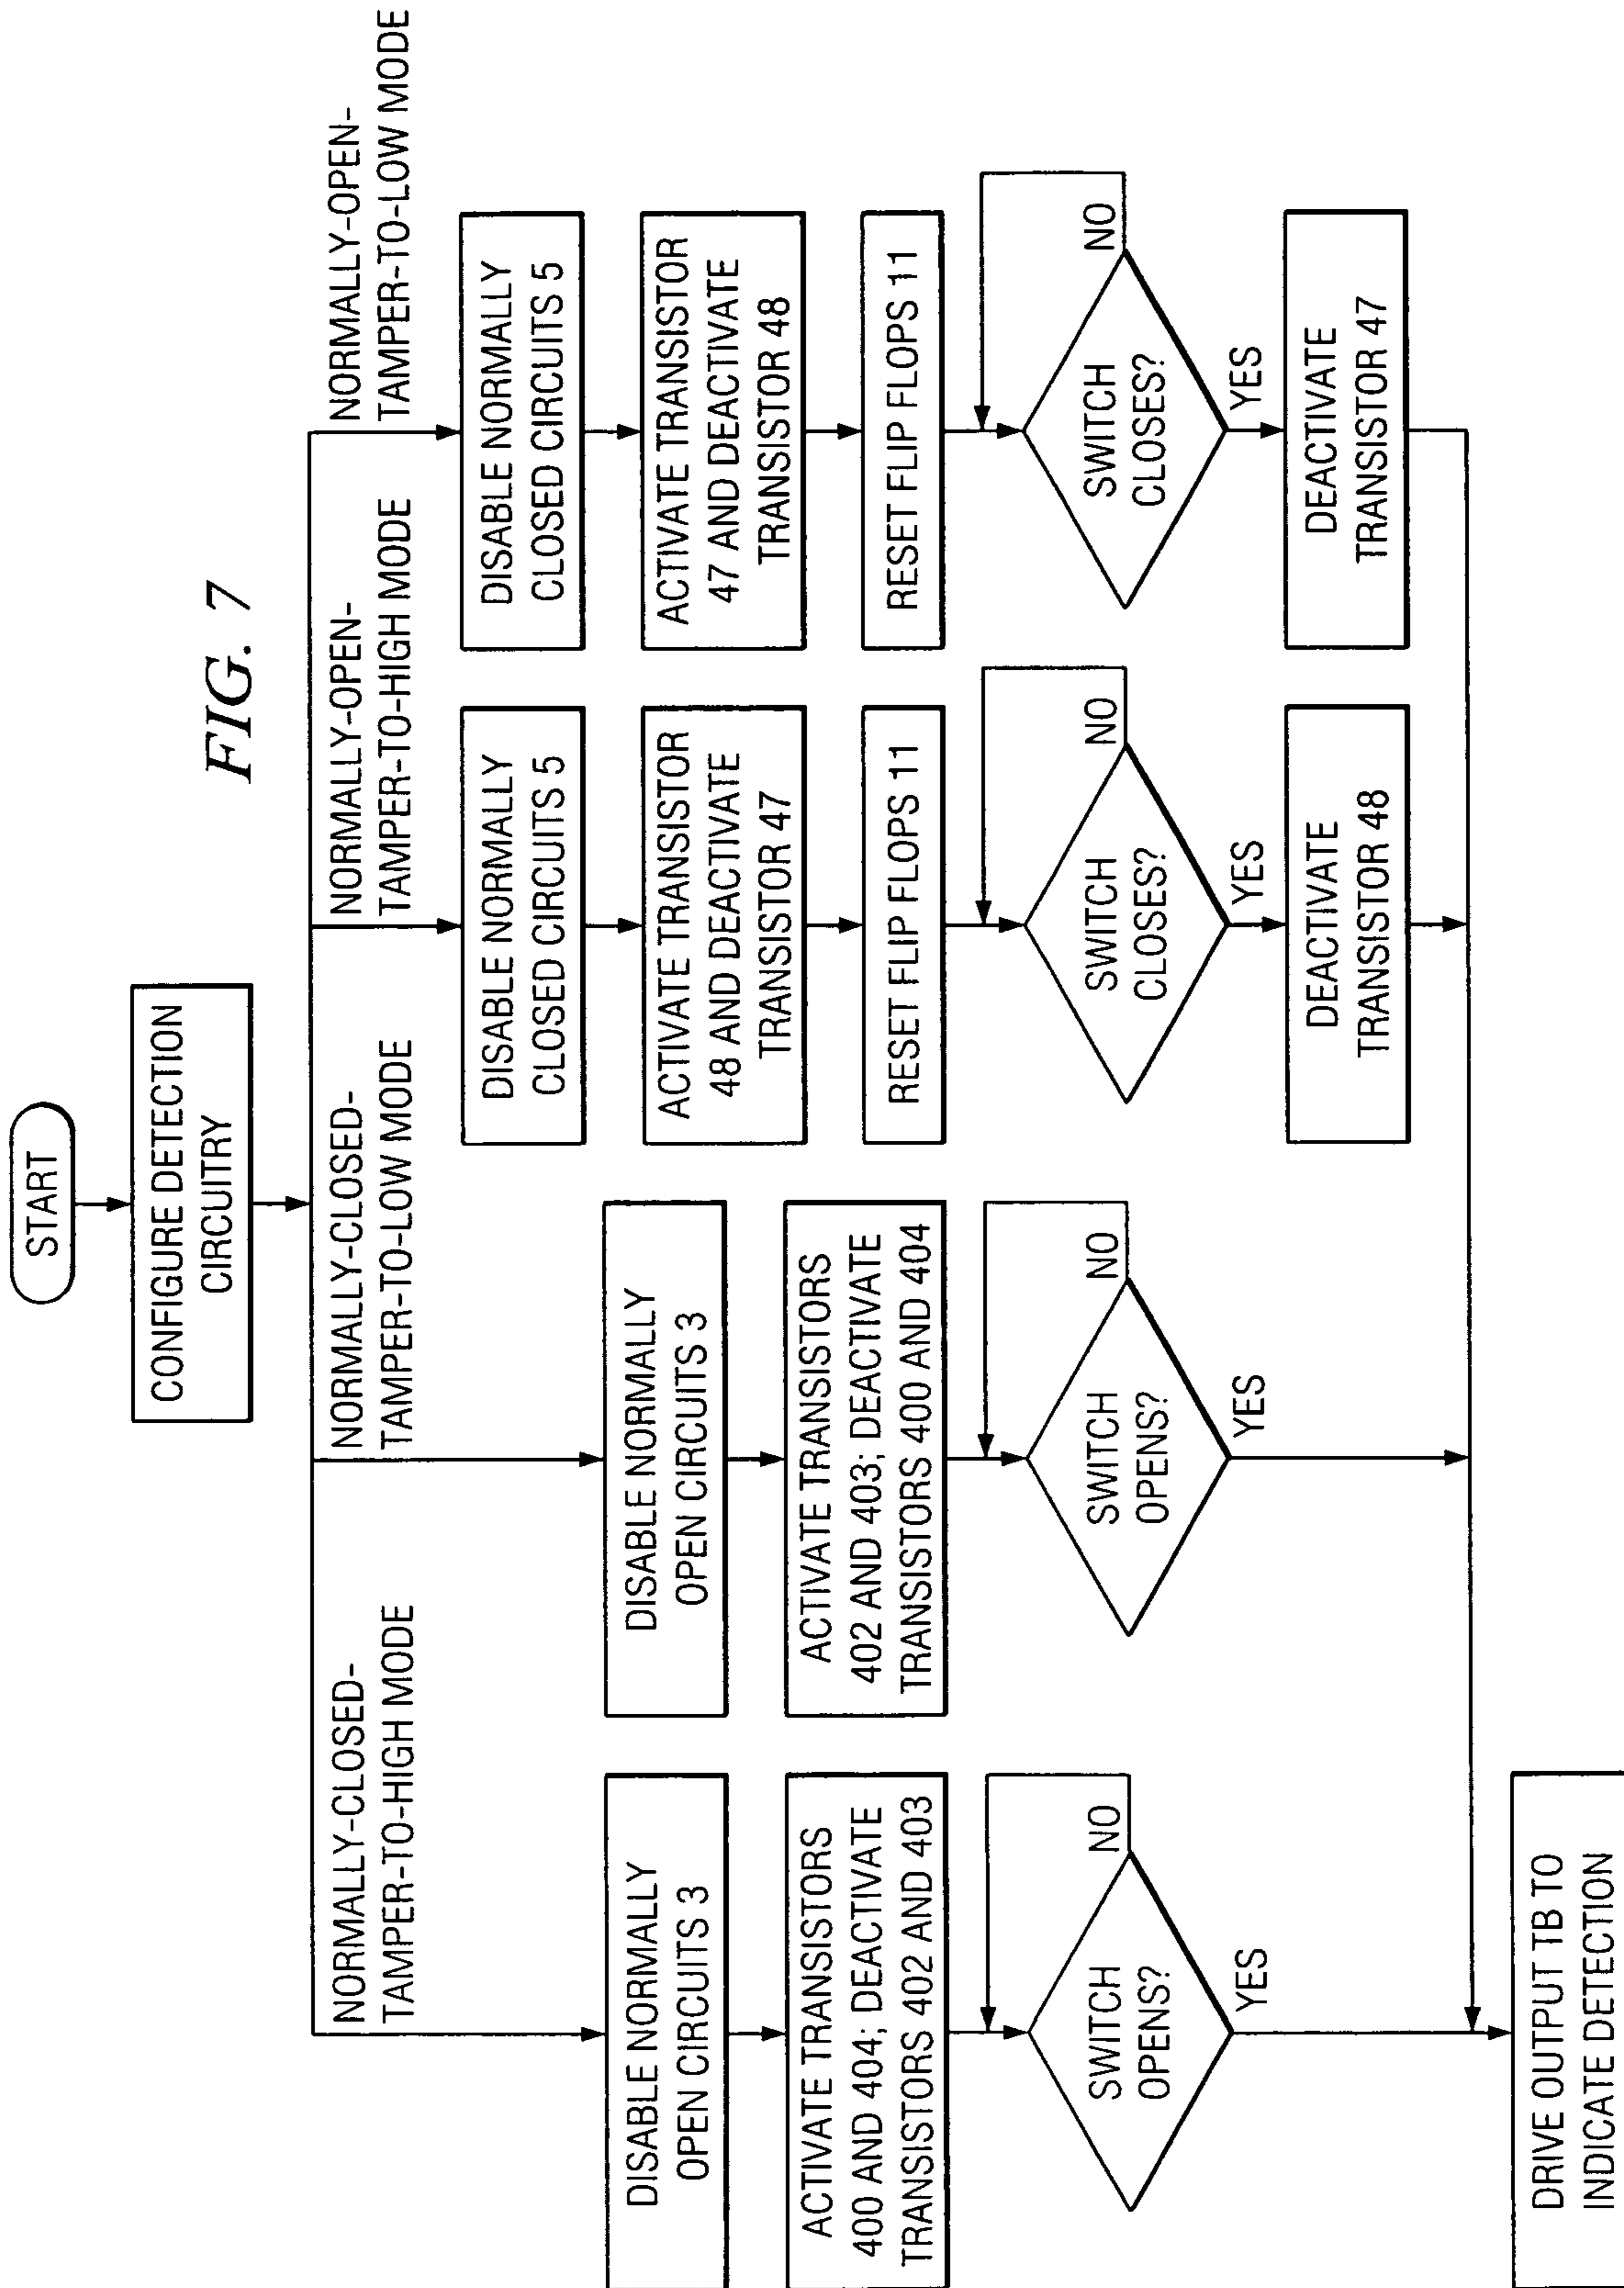 FIG. 7
START
CONFIGURE DETECTION
CIRCUITRY
NORMALLY-CLOSED-
TAMPER-TO-HIGH MODE
DISABLE NORMALLY
OPEN CIRCUITS 3
ACTIVATE TRANSISTORS
400 AND 404; DEACTIVATE
TRANSISTORS 402 AND 403
SWITCH
OPENS?
NO
YES
NORMALLY-CLOSED-
TAMPER-TO-LOW MODE
DISABLE NORMALLY
OPEN CIRCUITS 3
ACTIVATE TRANSISTORS
402 AND 403; DEACTIVATE
TRANSISTORS 400 AND 404
SWITCH
OPENS?
NO
YES
NORMALLY-OPEN-
TAMPER-TO-HIGH MODE
DISABLE NORMALLY
CLOSED CIRCUITS 5
ACTIVATE TRANSISTOR
48 AND DEACTIVATE
TRANSISTOR 47
RESET FLIP FLOPS 11
SWITCH
CLOSES?
NO
YES
DEACTIVATE
TRANSISTOR 48
NORMALLY-OPEN-
TAMPER-TO-LOW MODE
DISABLE NORMALLY
CLOSED CIRCUITS 5
ACTIVATE TRANSISTOR
47 AND DEACTIVATE
TRANSISTOR 48
RESET FLIP FLOPS 11
SWITCH
CLOSES?
NO
YES
DEACTIVATE
TRANSISTOR 47
DRIVE OUTPUT TB TO
INDICATE DETECTION